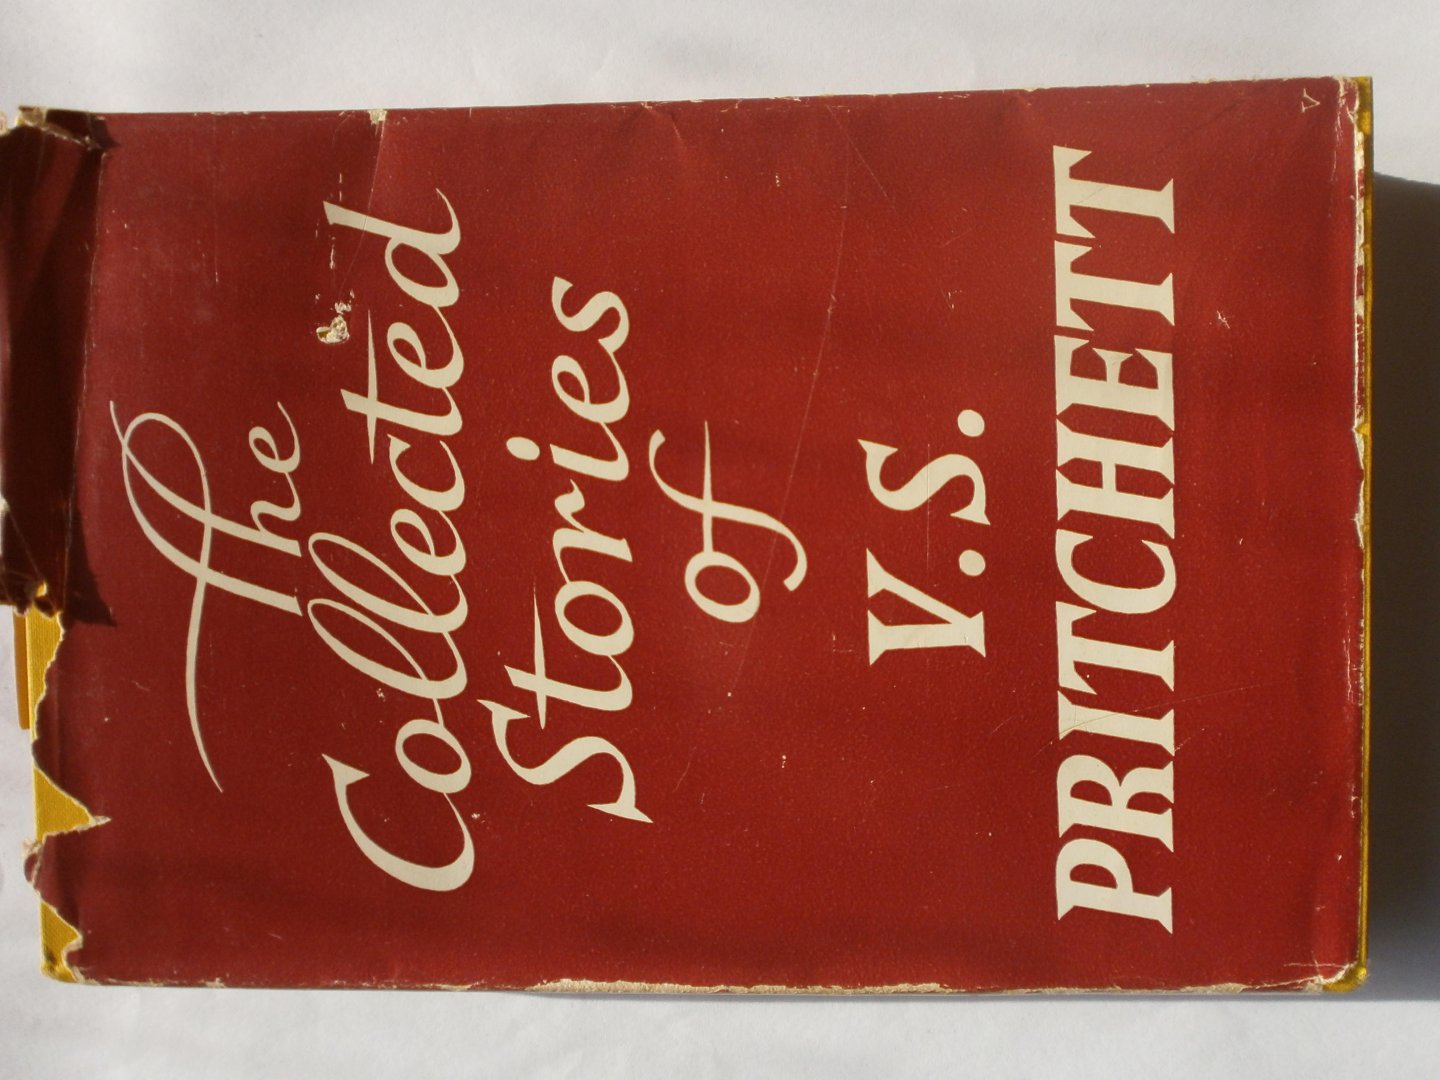 The
Collected
Stories
of
V.S.
PRITCHETT